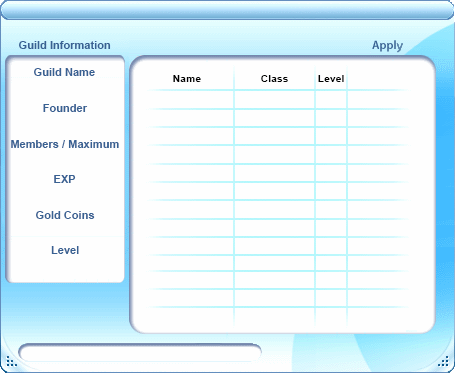 Guild Information
Apply
Guild Name
Founder
Members / Maximum
EXP
Gold Coins
Level
Name Class Level